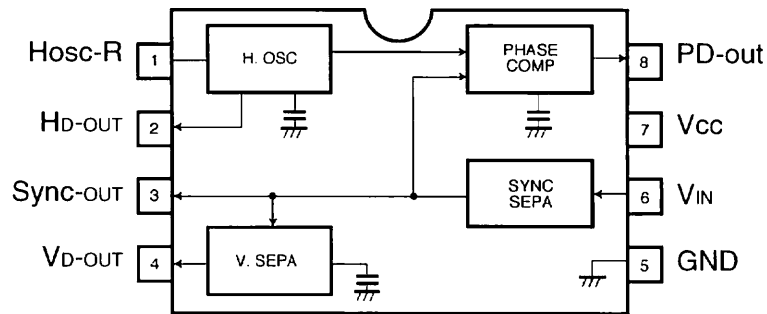 Hosc-R 1 H. OSC PHASE COMP 8 PD-out
HD-OUT 2 7 Vcc
Sync-OUT 3 SYNC SEPA 6 VIN
VD-OUT 4 V. SEPA 5 GND